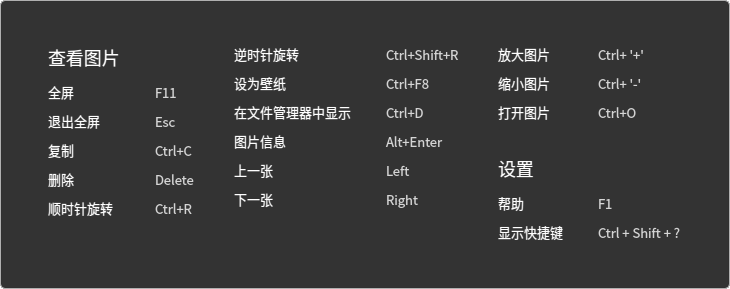 查看图片
全屏 F11
退出全屏 Esc
复制 Ctrl+C
删除 Delete
顺时针旋转 Ctrl+R
逆时针旋转 Ctrl+Shift+R
设为壁纸 Ctrl+F8
在文件管理器中显示 Ctrl+D
图片信息 Alt+Enter
上一张 Left
下一张 Right
放大图片 Ctrl+ '+'
缩小图片 Ctrl+ '-'
打开图片 Ctrl+O
设置
帮助 F1
显示快捷键 Ctrl + Shift + ?